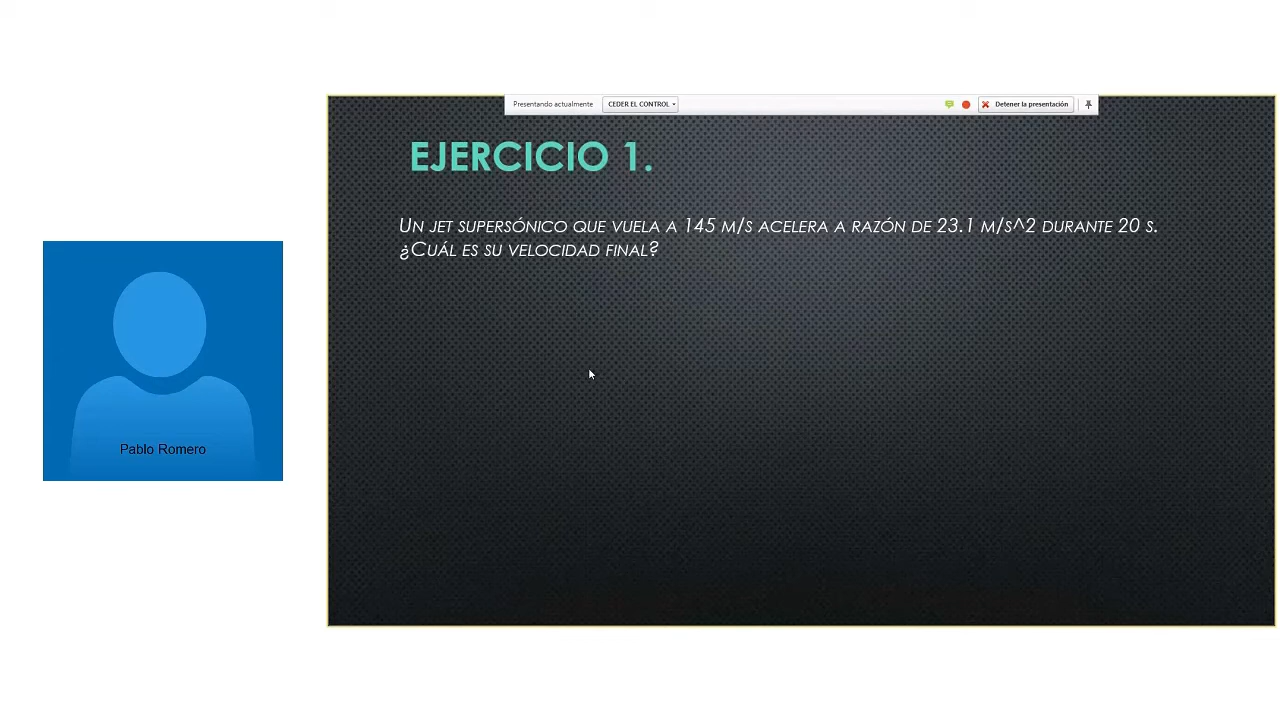 Presentando actualmente CEDER EL CONTROL Detener la presentación
EJERCICIO 1.
UN JET SUPERSÓNICO QUE VUELA A 145 M/S ACELERA A RAZÓN DE 23.1 M/S^2 DURANTE 20 S.
¿CUÁL ES SU VELOCIDAD FINAL?
Pablo Romero